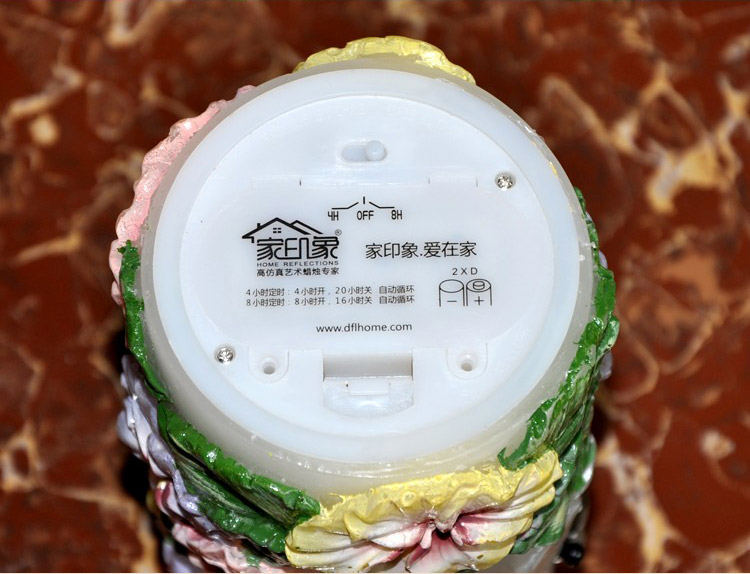 4H OFF 8H
家印象®
HOME REFLECTIONS
高仿真艺术蜡烛专家
家印象.爱在家
2XD
- +
4小时定时：4小时开，20小时关 自动循环
8小时定时：8小时开，16小时关 自动循环
www.dflhome.com